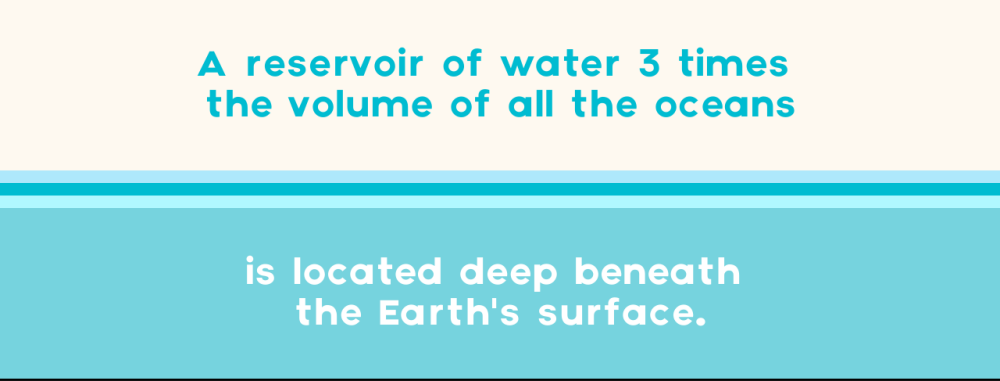 A reservoir of water 3 times
the volume of all the oceans
is located deep beneath
the Earth's surface.